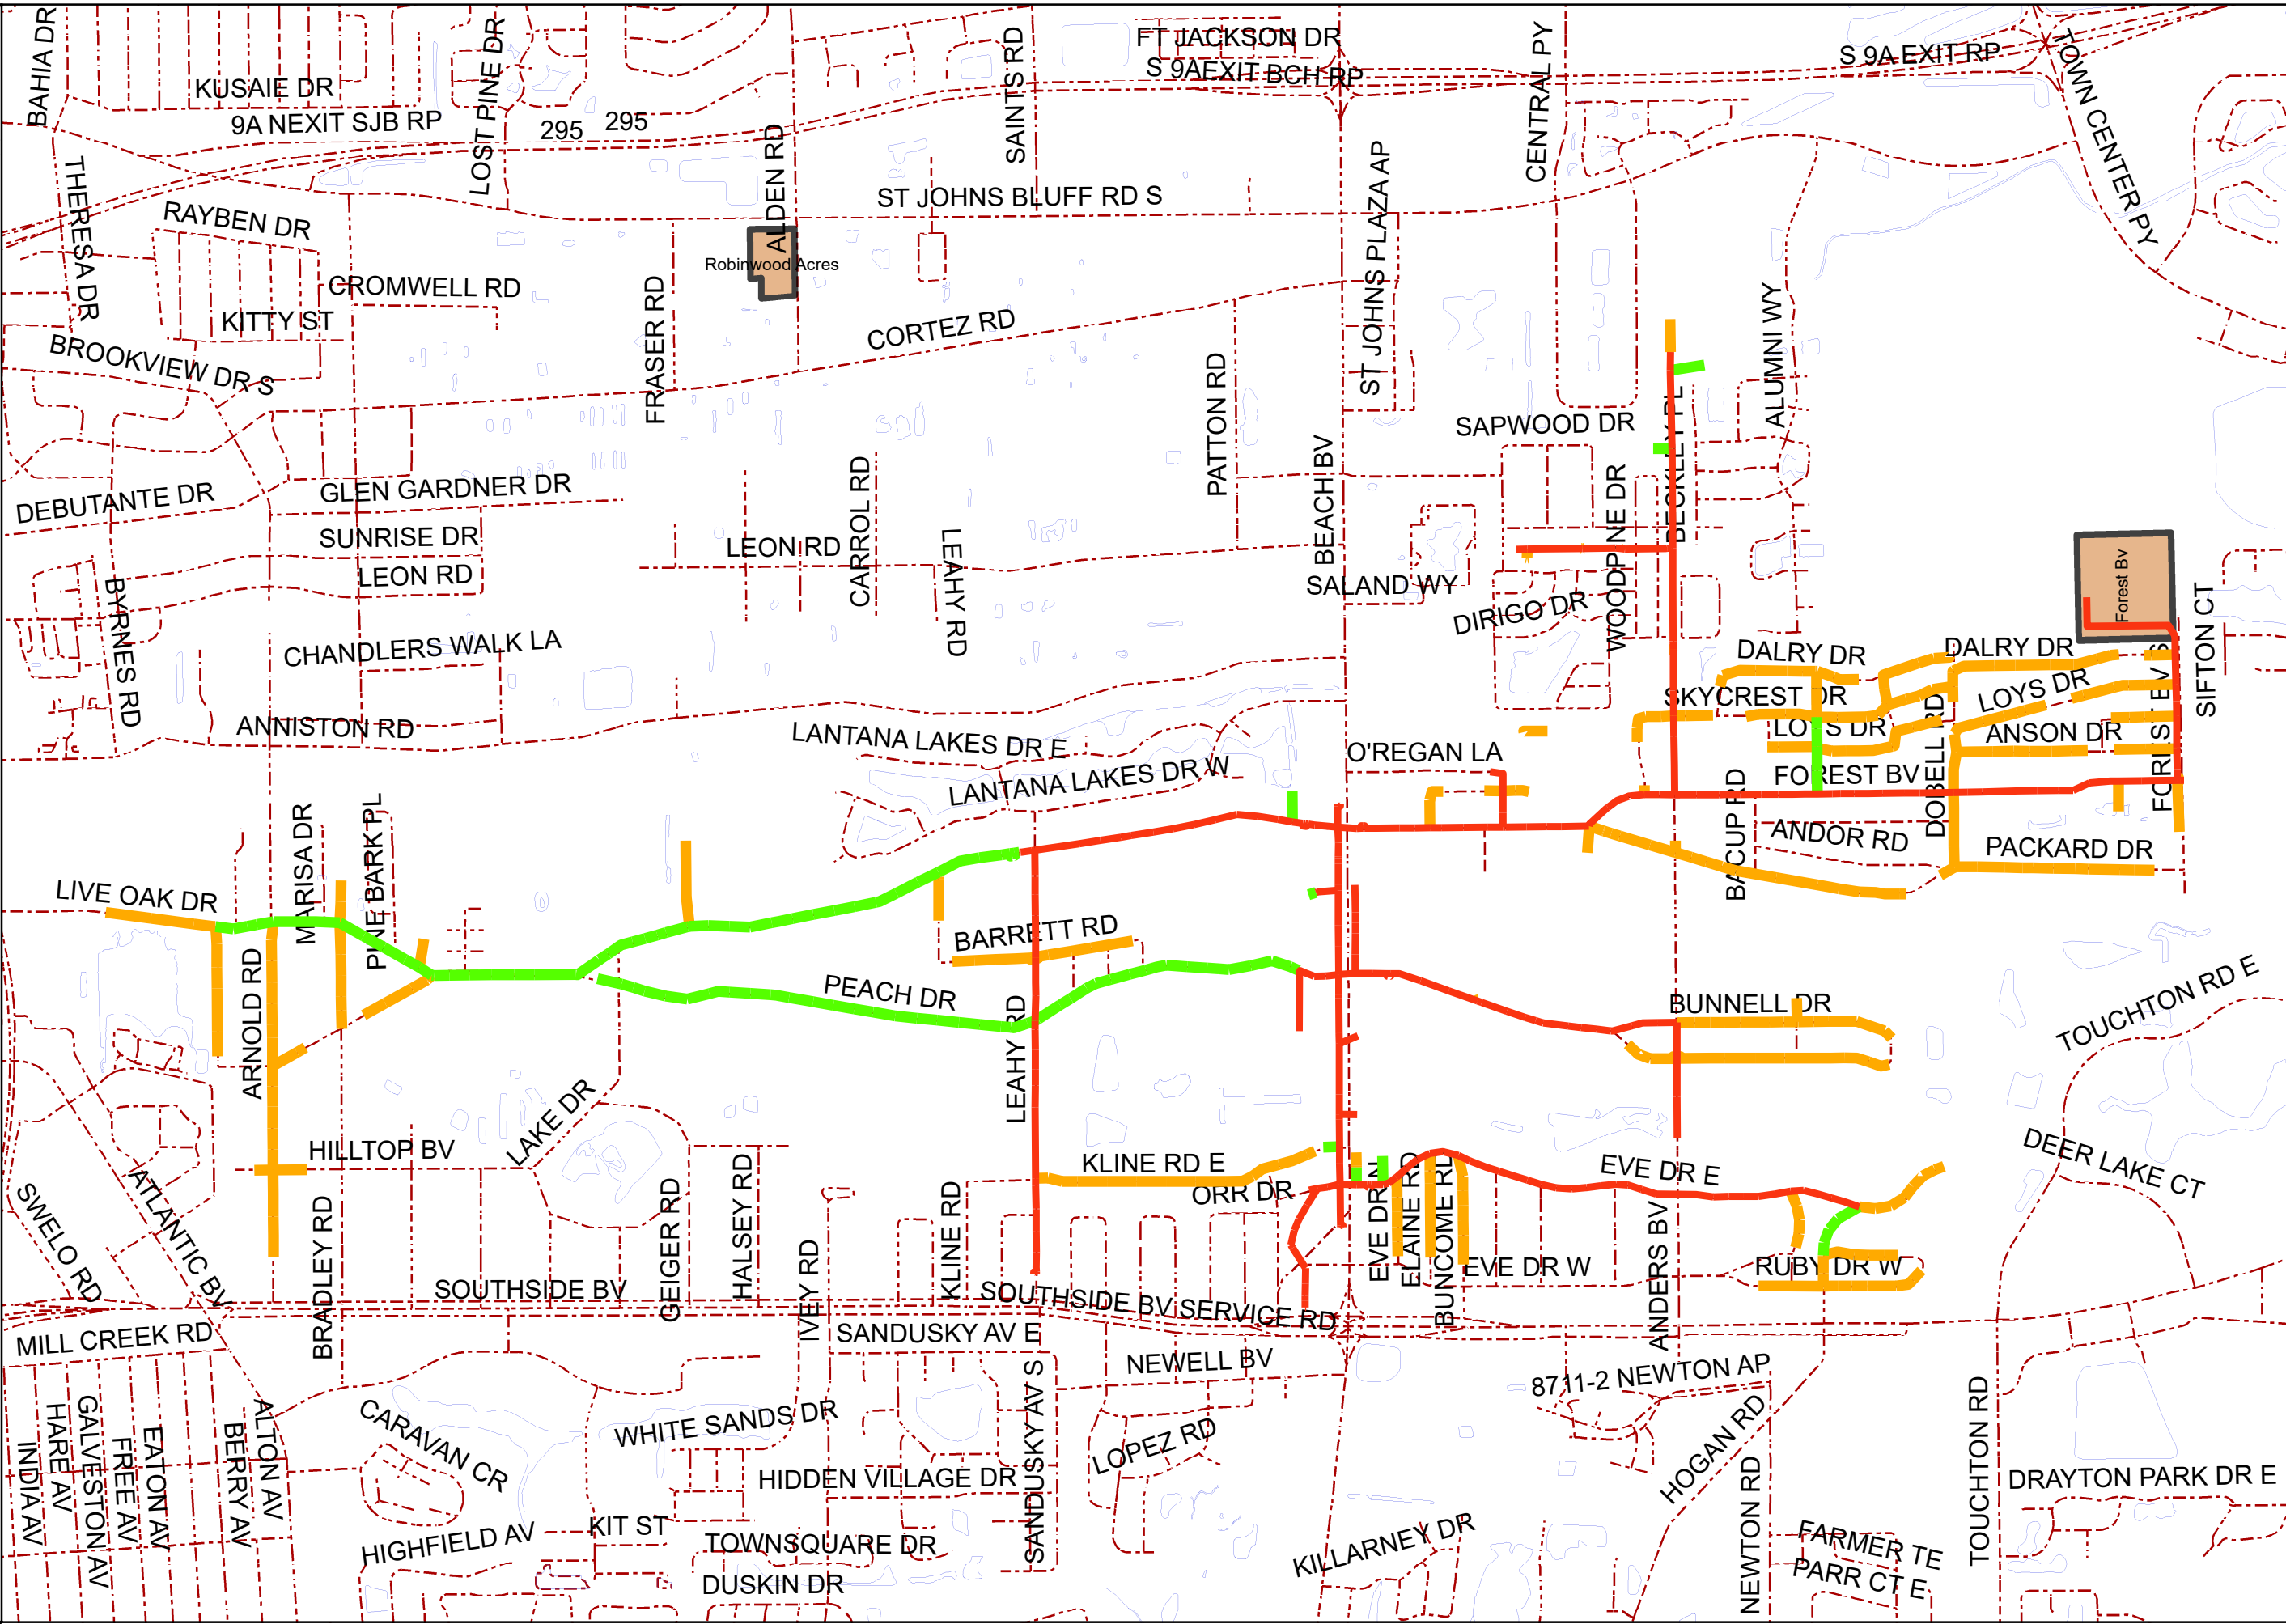 BAHIA DR
KUSAIE DR
9A NEXIT SJB RP
LOST PINE DR
295
295
ALDEN RD
SAINTS RD
FT JACKSON DR
S 9AEXIT BCH RP
CENTRAL PY
S 9A EXIT RP
TOWN CENTER PY
THERESA DR
RAYBEN DR
ST JOHNS BLUFF RD S
ST JOHNS PLAZA AP
Robinwood Acres
CROMWELL RD
KITTY ST
FRASER RD
CORTEZ RD
ALUMNI WY
BROOKVIEW DR S
PATTON RD
SAPWOOD DR
BECKLEY PL
DEBUTANTE DR
GLEN GARDNER DR
SUNRISE DR
LEON RD
LEON RD
CARROL RD
LEAHY RD
BEACH BV
SALAND WY
DIRIGO DR
WOODPINE DR
Forest Bv
SIFTON CT
BYRNES RD
CHANDLERS WALK LA
ANNISTON RD
DALRY DR
DALRY DR
SKYCREST DR
LOYS DR
LOYS DR
ANSON DR
DOBELL RD
FOREST BV
FOREST BV S
LANTANA LAKES DR E
LANTANA LAKES DR W
O'REGAN LA
BACUP RD
ANDOR RD
PACKARD DR
MARISA DR
PINE BARK PL
LIVE OAK DR
ARNOLD RD
BARRETT RD
PEACH DR
LEAHY RD
BUNNELL DR
TOUCHTON RD E
HILLTOP BV
LAKE DR
KLINE RD E
ORR DR
EVE DR N
ELAINE RD
BUNCOME RD
EVE DR E
EVE DR W
RUBY DR W
DEER LAKE CT
SWELO RD
ATLANTIC BV
BRADLEY RD
SOUTHSIDE BV
GEIGER RD
HALSEY RD
IVEY RD
KLINE RD
SOUTHSIDE BV SERVICE RD
ANDERS BV
MILL CREEK RD
SANDUSKY AV E
NEWELL BV
8711-2 NEWTON AP
INDIA AV
HARE AV
GALVESTON AV
FREE AV
EATON AV
BERRY AV
ALTON AV
CARAVAN CR
WHITE SANDS DR
HIDDEN VILLAGE DR
SANDUSKY AV S
LOPEZ RD
HOGAN RD
NEWTON RD
TOUCHTON RD
DRAYTON PARK DR E
HIGHFIELD AV
KIT ST
TOWNSQUARE DR
DUSKIN DR
KILLARNEY DR
FARMER TE
PARR CT E